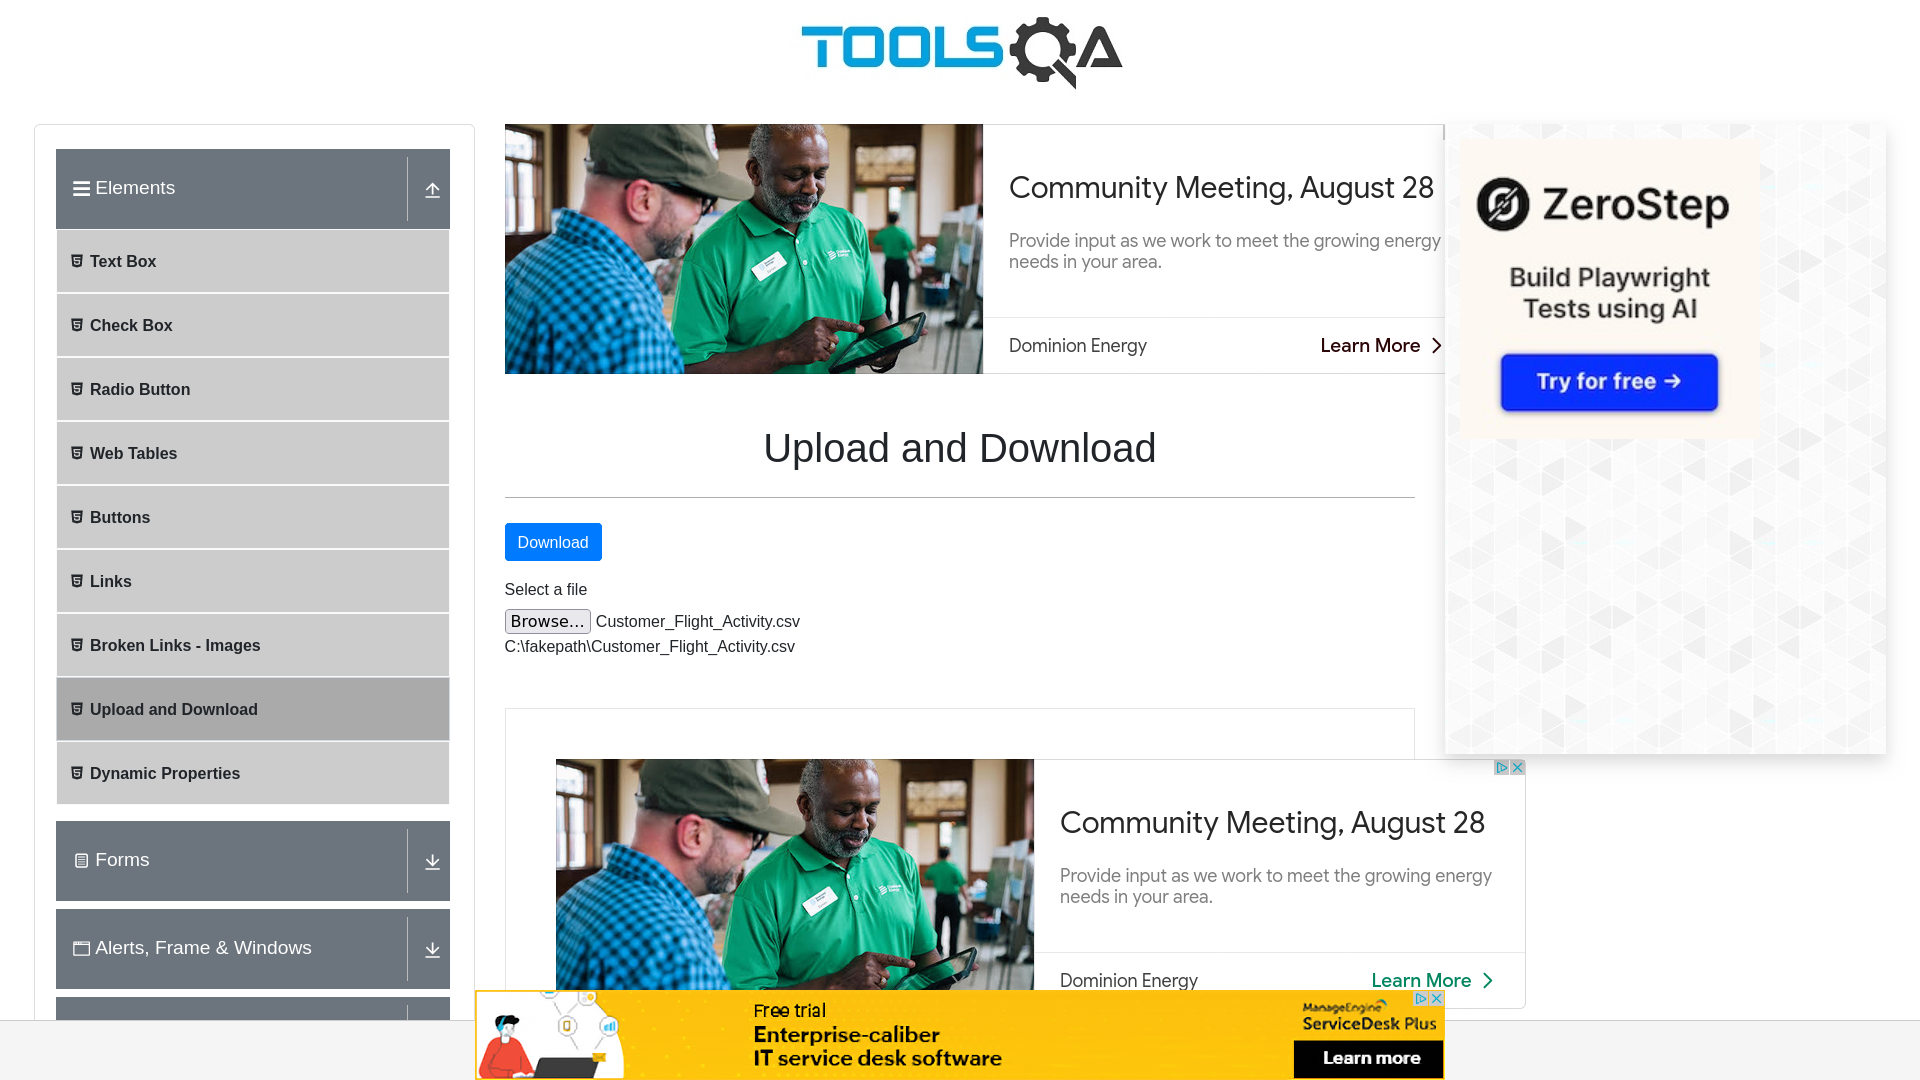 TOOLSQA
Elements
Text Box
Check Box
Radio Button
Web Tables
Buttons
Links
Broken Links - Images
Upload and Download
Dynamic Properties
Forms
Alerts, Frame & Windows
Community Meeting, August 28
Provide input as we work to meet the growing energy
needs in your area.
Dominion Energy
Learn More
Upload and Download
Download
Select a file
Browse...
Customer_Flight_Activity.csv
C:\fakepath\Customer_Flight_Activity.csv
Community Meeting, August 28
Provide input as we work to meet the growing energy
needs in your area.
Dominion Energy
Learn More
ZeroStep
Build Playwright
Tests using AI
Try for free →
Free trial
Enterprise-caliber
IT service desk software
ManageEngine
ServiceDesk Plus
Learn more